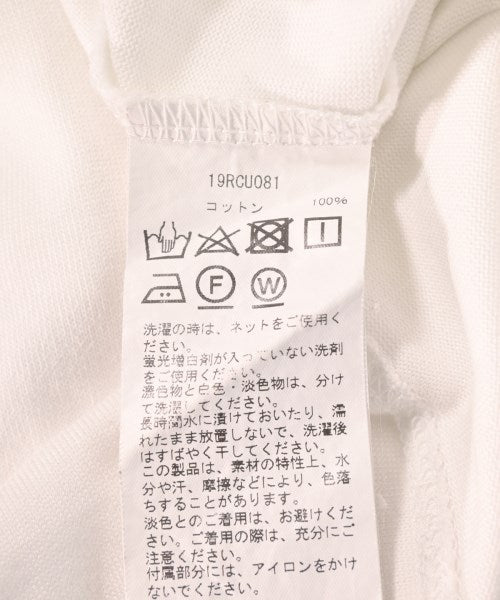 19RCU081
コットン 100%
F W
洗濯の時は、ネットをご使用く
ださい。
蛍光増白剤が入っていない洗剤
をご使用ください。
濃色物と白色・淡色物は、分け
て洗濯してください。
長時間水に漬けておいたり、濡
れたまま放置しないで、洗濯後
はすばやく干してください。
この製品は、素材の特性上、水
分や汗、摩擦などにより、色落
ちすることがあります。
淡色とのご着用は、お避けくだ
さい。ご着用の際は、充分にご
注意ください。
付属部分には、アイロンをかけ
ないでください。